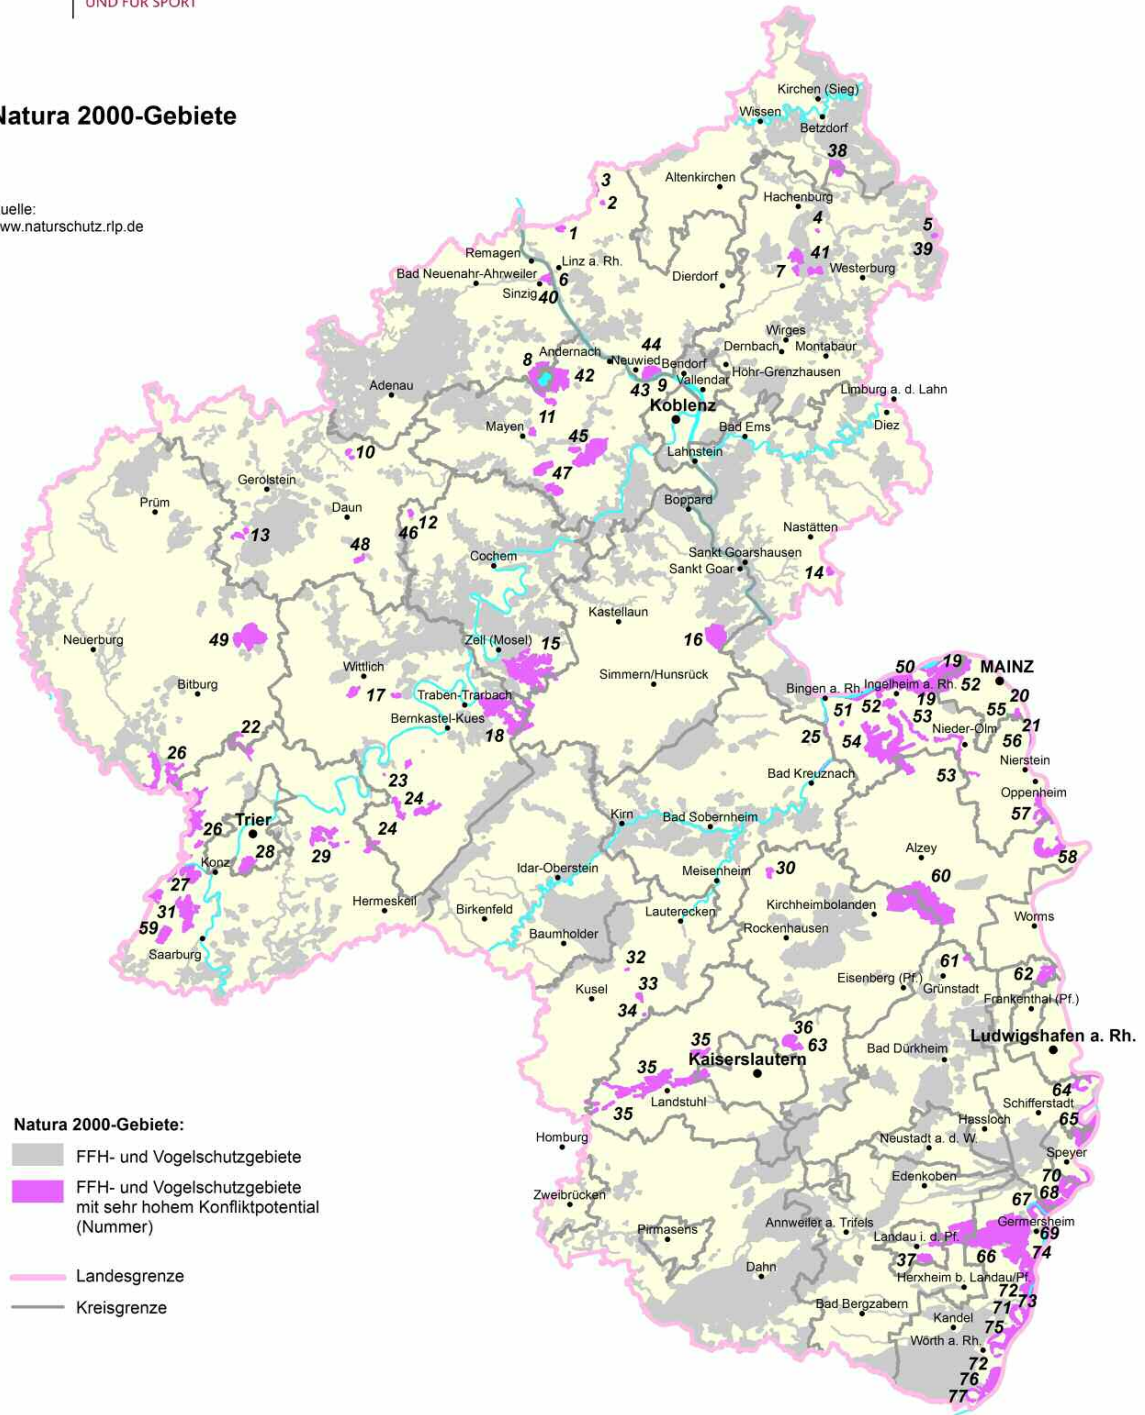 UND FÜR SPORT
Natura 2000-Gebiete
uelle:
ww.naturschutz.rlp.de
Kirchen (Sieg)
Wissen
Betzdorf
38
Altenkirchen
3
2
Hachenburg
4
5
1
41
39
Remagen
Linz a. Rh.
7
Westerburg
Bad Neuenahr-Ahrweiler
6
Dierdorf
Sinzig
40
Wirges
44
Dernbach
Montabaur
8
Andernach
Neuwied
Bendorf
42
Höhr-Grenzhausen
Adenau
43
9
Vallendar
Limburg a. d. Lahn
Koblenz
11
Diez
Mayen
45
Bad Ems
10
Lahnstein
47
Gerolstein
Prüm
Boppard
Daun
12
Nastätten
13
46
48
Cochem
Sankt Goarshausen
Sankt Goar
14
Kastellaun
Neuerburg
49
Zell (Mosel)
15
16
Wittlich
Simmern/Hunsrück
50
19
MAINZ
Bitburg
17
Traben-Trarbach
Bingen a. Rh.
Ingelheim a. Rh.
52
20
51
52
19
55
Bernkastel-Kues
53
21
22
18
25
54
Nieder-Olm
56
26
Nierstein
23
Bad Kreuznach
53
Oppenheim
24
57
26
Trier
Kirn
Bad Sobernheim
24
28
29
Alzey
58
Konz
Idar-Oberstein
Meisenheim
30
60
27
Hermeskeil
Birkenfeld
Lauterecken
Kirchheimbolanden
31
Worms
59
Baumholder
Rockenhausen
Saarburg
32
61
62
Kusel
33
Eisenberg (Pf.)
Grünstadt
34
Frankenthal (Pf.)
36
35
63
Ludwigshafen a. Rh.
Kaiserslautern
Bad Dürkheim
35
64
Landstuhl
35
Schifferstadt
Natura 2000-Gebiete:
65
Hassloch
Homburg
Neustadt a. d. W.
FFH- und Vogelschutzgebiete
Speyer
70
FFH- und Vogelschutzgebiete
Edenkoben
68
mit sehr hohem Konfliktpotential
Zweibrücken
67
(Nummer)
Annweiler a. Trifels
Germersheim
Pirmasens
69
Landau i. d. Pf.
74
37
66
Landesgrenze
Dahn
Herxheim b. Landau/Pf.
72
73
Kreisgrenze
Bad Bergzabern
71
Kandel
75
Wörth a. Rh.
72
76
77